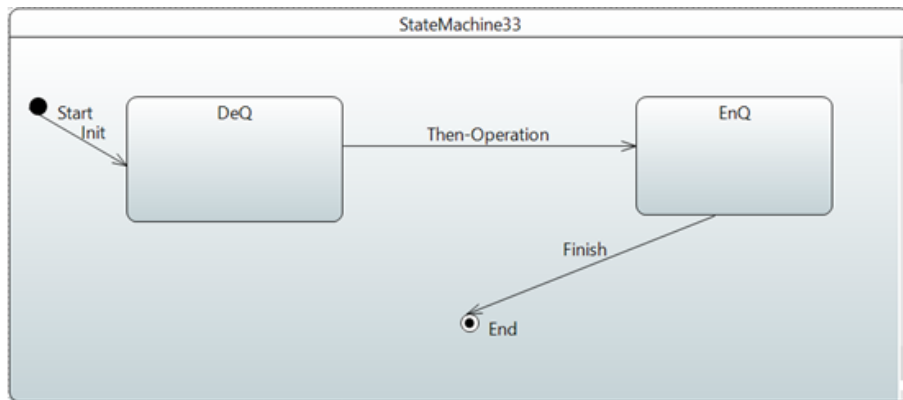 StateMachine33
Start
Init
DeQ
Then-Operation
EnQ
Finish
End